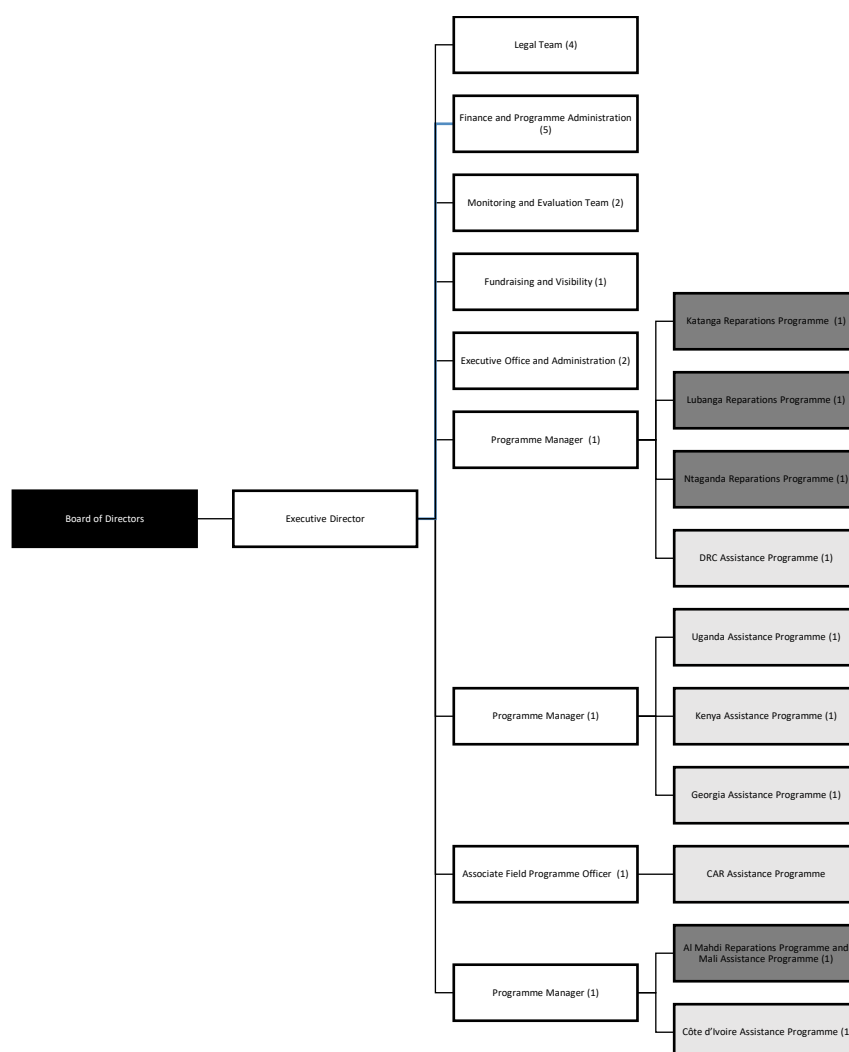 Legal Team (4)
Finance and Programme Administration
(5)
Monitoring and Evaluation Team (2)
Fundraising and Visibility (1)
Katanga Reparations Programme (1)
Executive Office and Administration (2)
Lubanga Reparations Programme (1)
Programme Manager (1)
Ntaganda Reparations Programme (1)
Board of Directors
Executive Director
DRC Assistance Programme (1)
Uganda Assistance Programme (1)
Programme Manager (1)
Kenya Assistance Programme (1)
Georgia Assistance Programme (1)
Associate Field Programme Officer (1)
CAR Assistance Programme
Al Mahdi Reparations Programme and
Mali Assistance Programme (1)
Programme Manager (1)
Côte d'Ivoire Assistance Programme (1